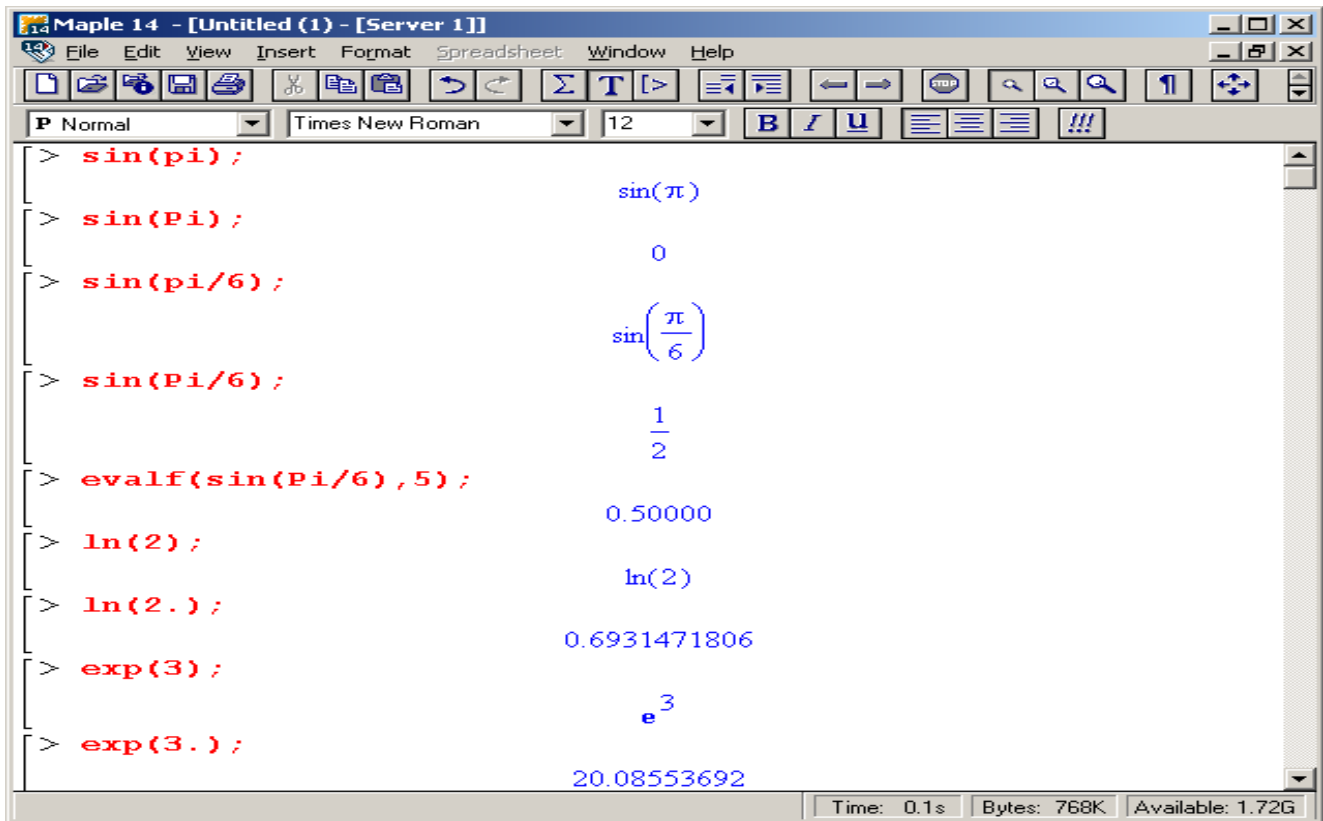 Maple 14 - [Untitled (1) - [Server 1]]
File Edit View Insert Format Spreadsheet Window Help
P Normal Times New Roman 12 B I u !!!
[> sin(pi);
sin(π)
[> sin(Pi);
0
[> sin(pi/6);
sin(π/6)
[> sin(Pi/6);
1/2
[> evalf(sin(Pi/6),5);
0.50000
[> ln(2);
ln(2)
[> ln(2.);
0.6931471806
[> exp(3);
e^3
[> exp(3.);
20.08553692
Time: 0.1s Bytes: 768K Available: 1.72G